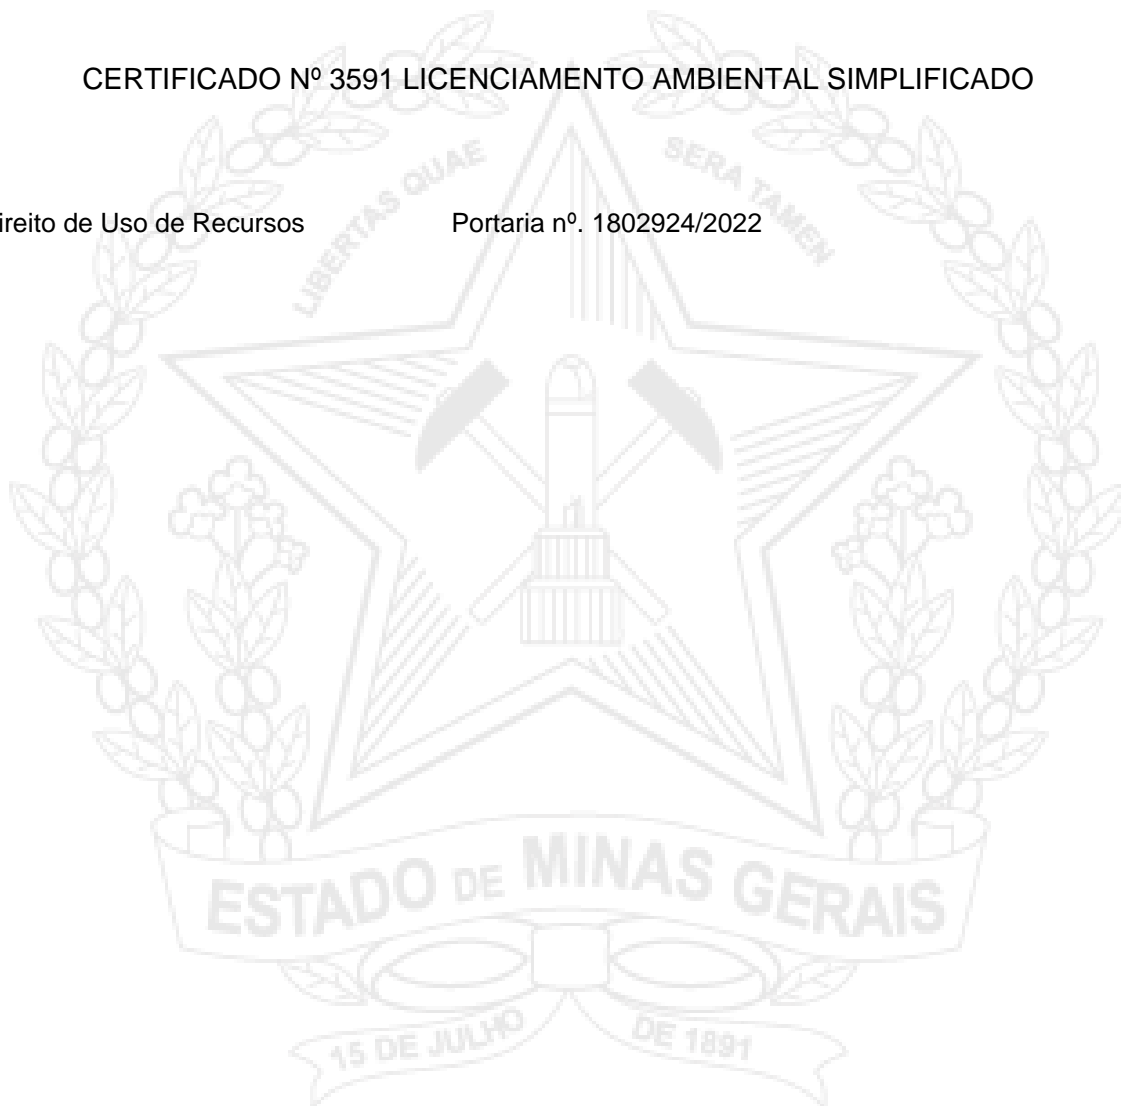 CERTIFICADO Nº 3591 LICENCIAMENTO AMBIENTAL SIMPLIFICADO
LIBERTAS QUAE SERA TAMEN
ireito de Uso de Recursos Portaria nº. 1802924/2022
ESTADO DE MINAS GERAIS
15 DE JULHO DE 1891